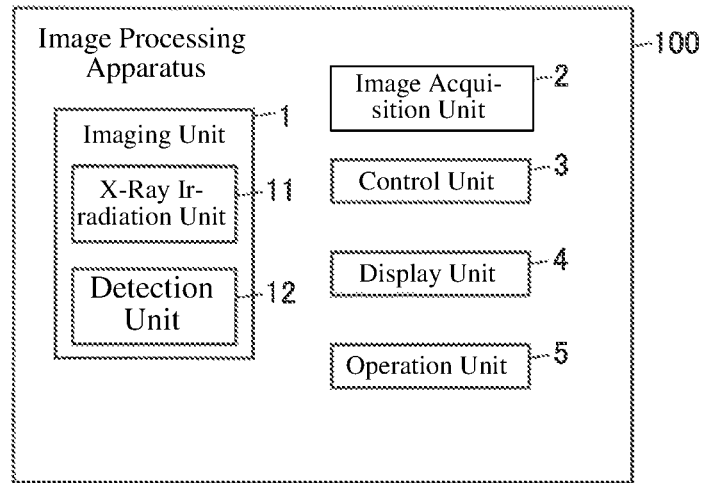 Image Processing
Apparatus
100
1
Imaging Unit
X-Ray Ir-
radiation Unit
11
Detection
Unit
12
Image Acqui-
sition Unit
2
Control Unit
3
Display Unit
4
Operation Unit
5